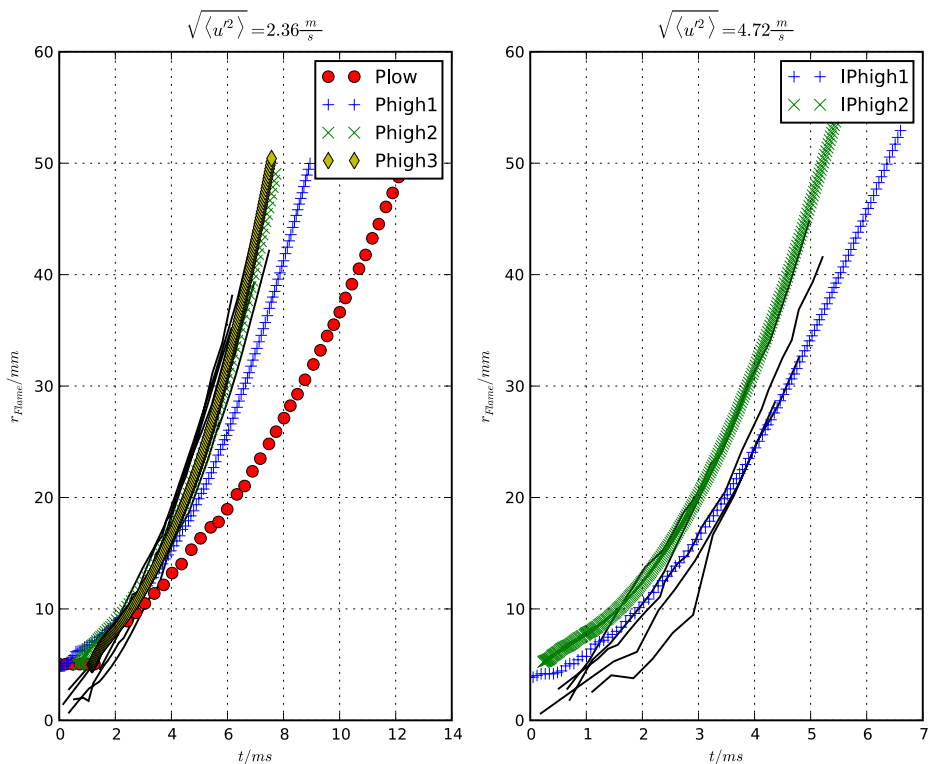 √⟨u′²⟩ = 2.36 m/s
60
50
40
30
20
10
0
r_Flame/mm
Plow
Phigh1
Phigh2
Phigh3
0 2 4 6 8 10 12 14
t/ms
√⟨u′²⟩ = 4.72 m/s
60
50
40
30
20
10
0
r_Flame/mm
IPhigh1
IPhigh2
0 1 2 3 4 5 6 7
t/ms